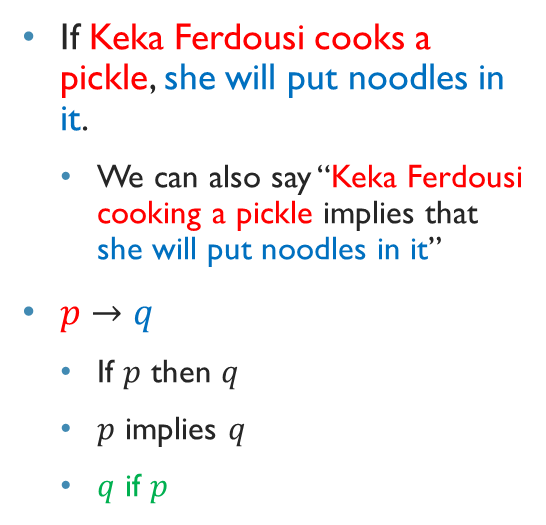 • If Keka Ferdousi cooks a
pickle, she will put noodles in
it.
• We can also say “Keka Ferdousi
cooking a pickle implies that
she will put noodles in it”
• p → q
• If p then q
• p implies q
• q if p